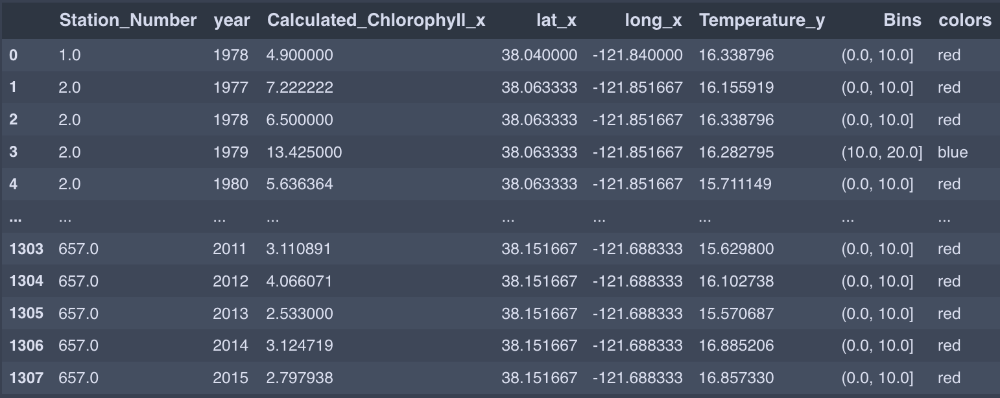 Station_Number year Calculated_Chlorophyll_x lat_x long_x Temperature_y Bins colors
0 1.0 1978 4.900000 38.040000 -121.840000 16.338796 (0.0, 10.0] red
1 2.0 1977 7.222222 38.063333 -121.851667 16.155919 (0.0, 10.0] red
2 2.0 1978 6.500000 38.063333 -121.851667 16.338796 (0.0, 10.0] red
3 2.0 1979 13.425000 38.063333 -121.851667 16.282795 (10.0, 20.0] blue
4 2.0 1980 5.636364 38.063333 -121.851667 15.711149 (0.0, 10.0] red
... ... ... ... ... ... ... ... ...
1303 657.0 2011 3.110891 38.151667 -121.688333 15.629800 (0.0, 10.0] red
1304 657.0 2012 4.066071 38.151667 -121.688333 16.102738 (0.0, 10.0] red
1305 657.0 2013 2.533000 38.151667 -121.688333 15.570687 (0.0, 10.0] red
1306 657.0 2014 3.124719 38.151667 -121.688333 16.885206 (0.0, 10.0] red
1307 657.0 2015 2.797938 38.151667 -121.688333 16.857330 (0.0, 10.0] red